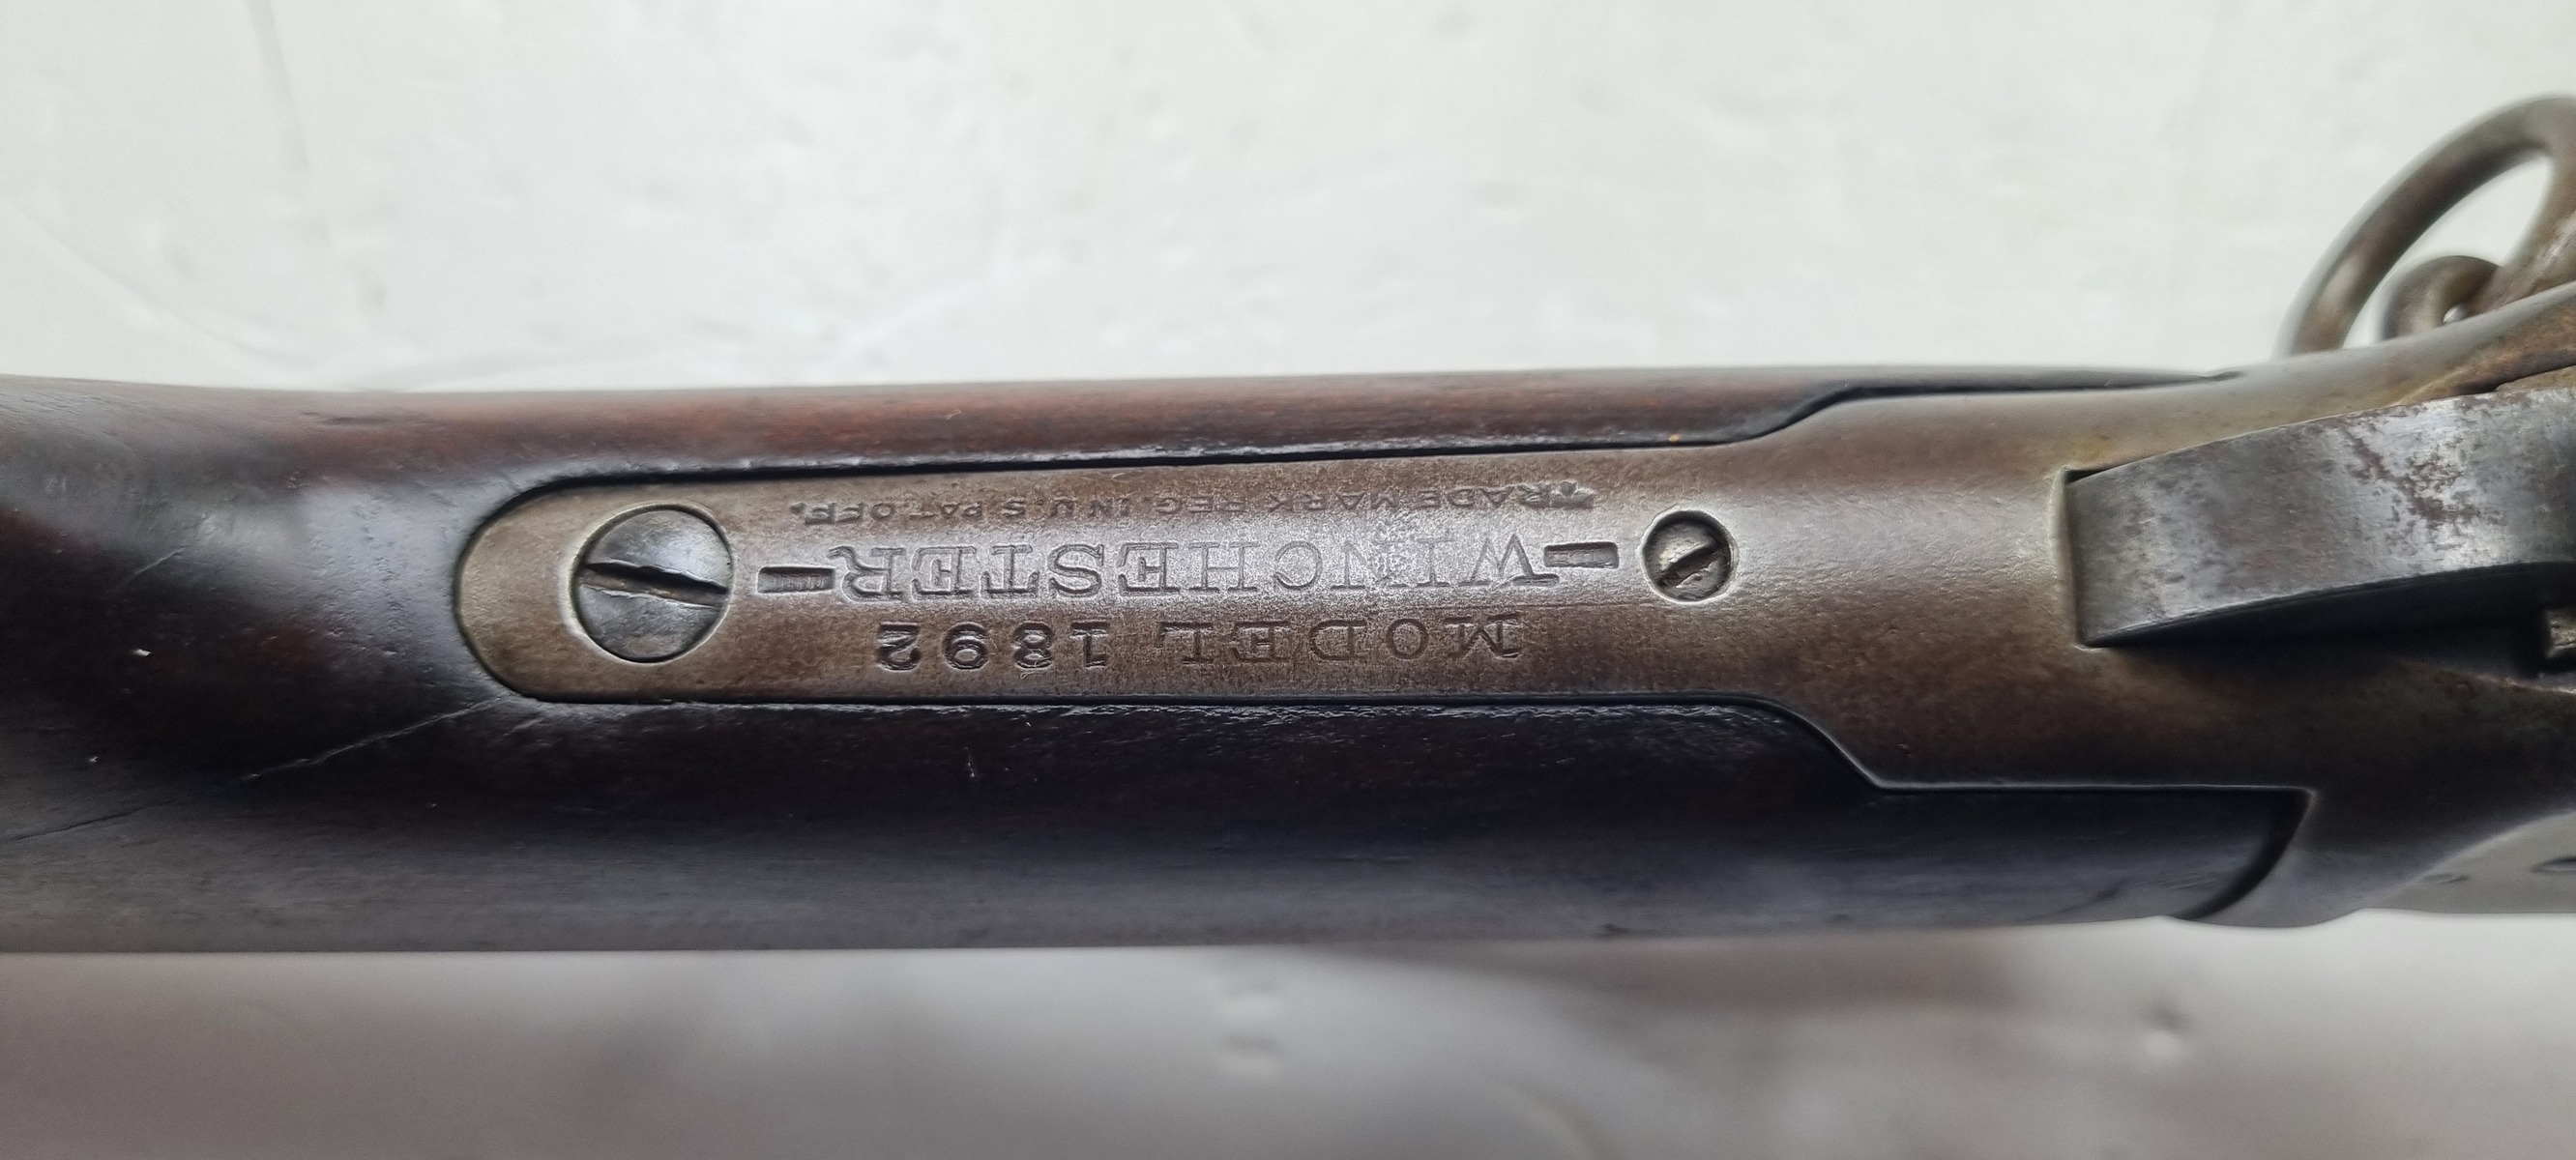 MODEL 1892
-WINCHESTER-
TRADE MARK REG. IN U.S. PAT. OFF.